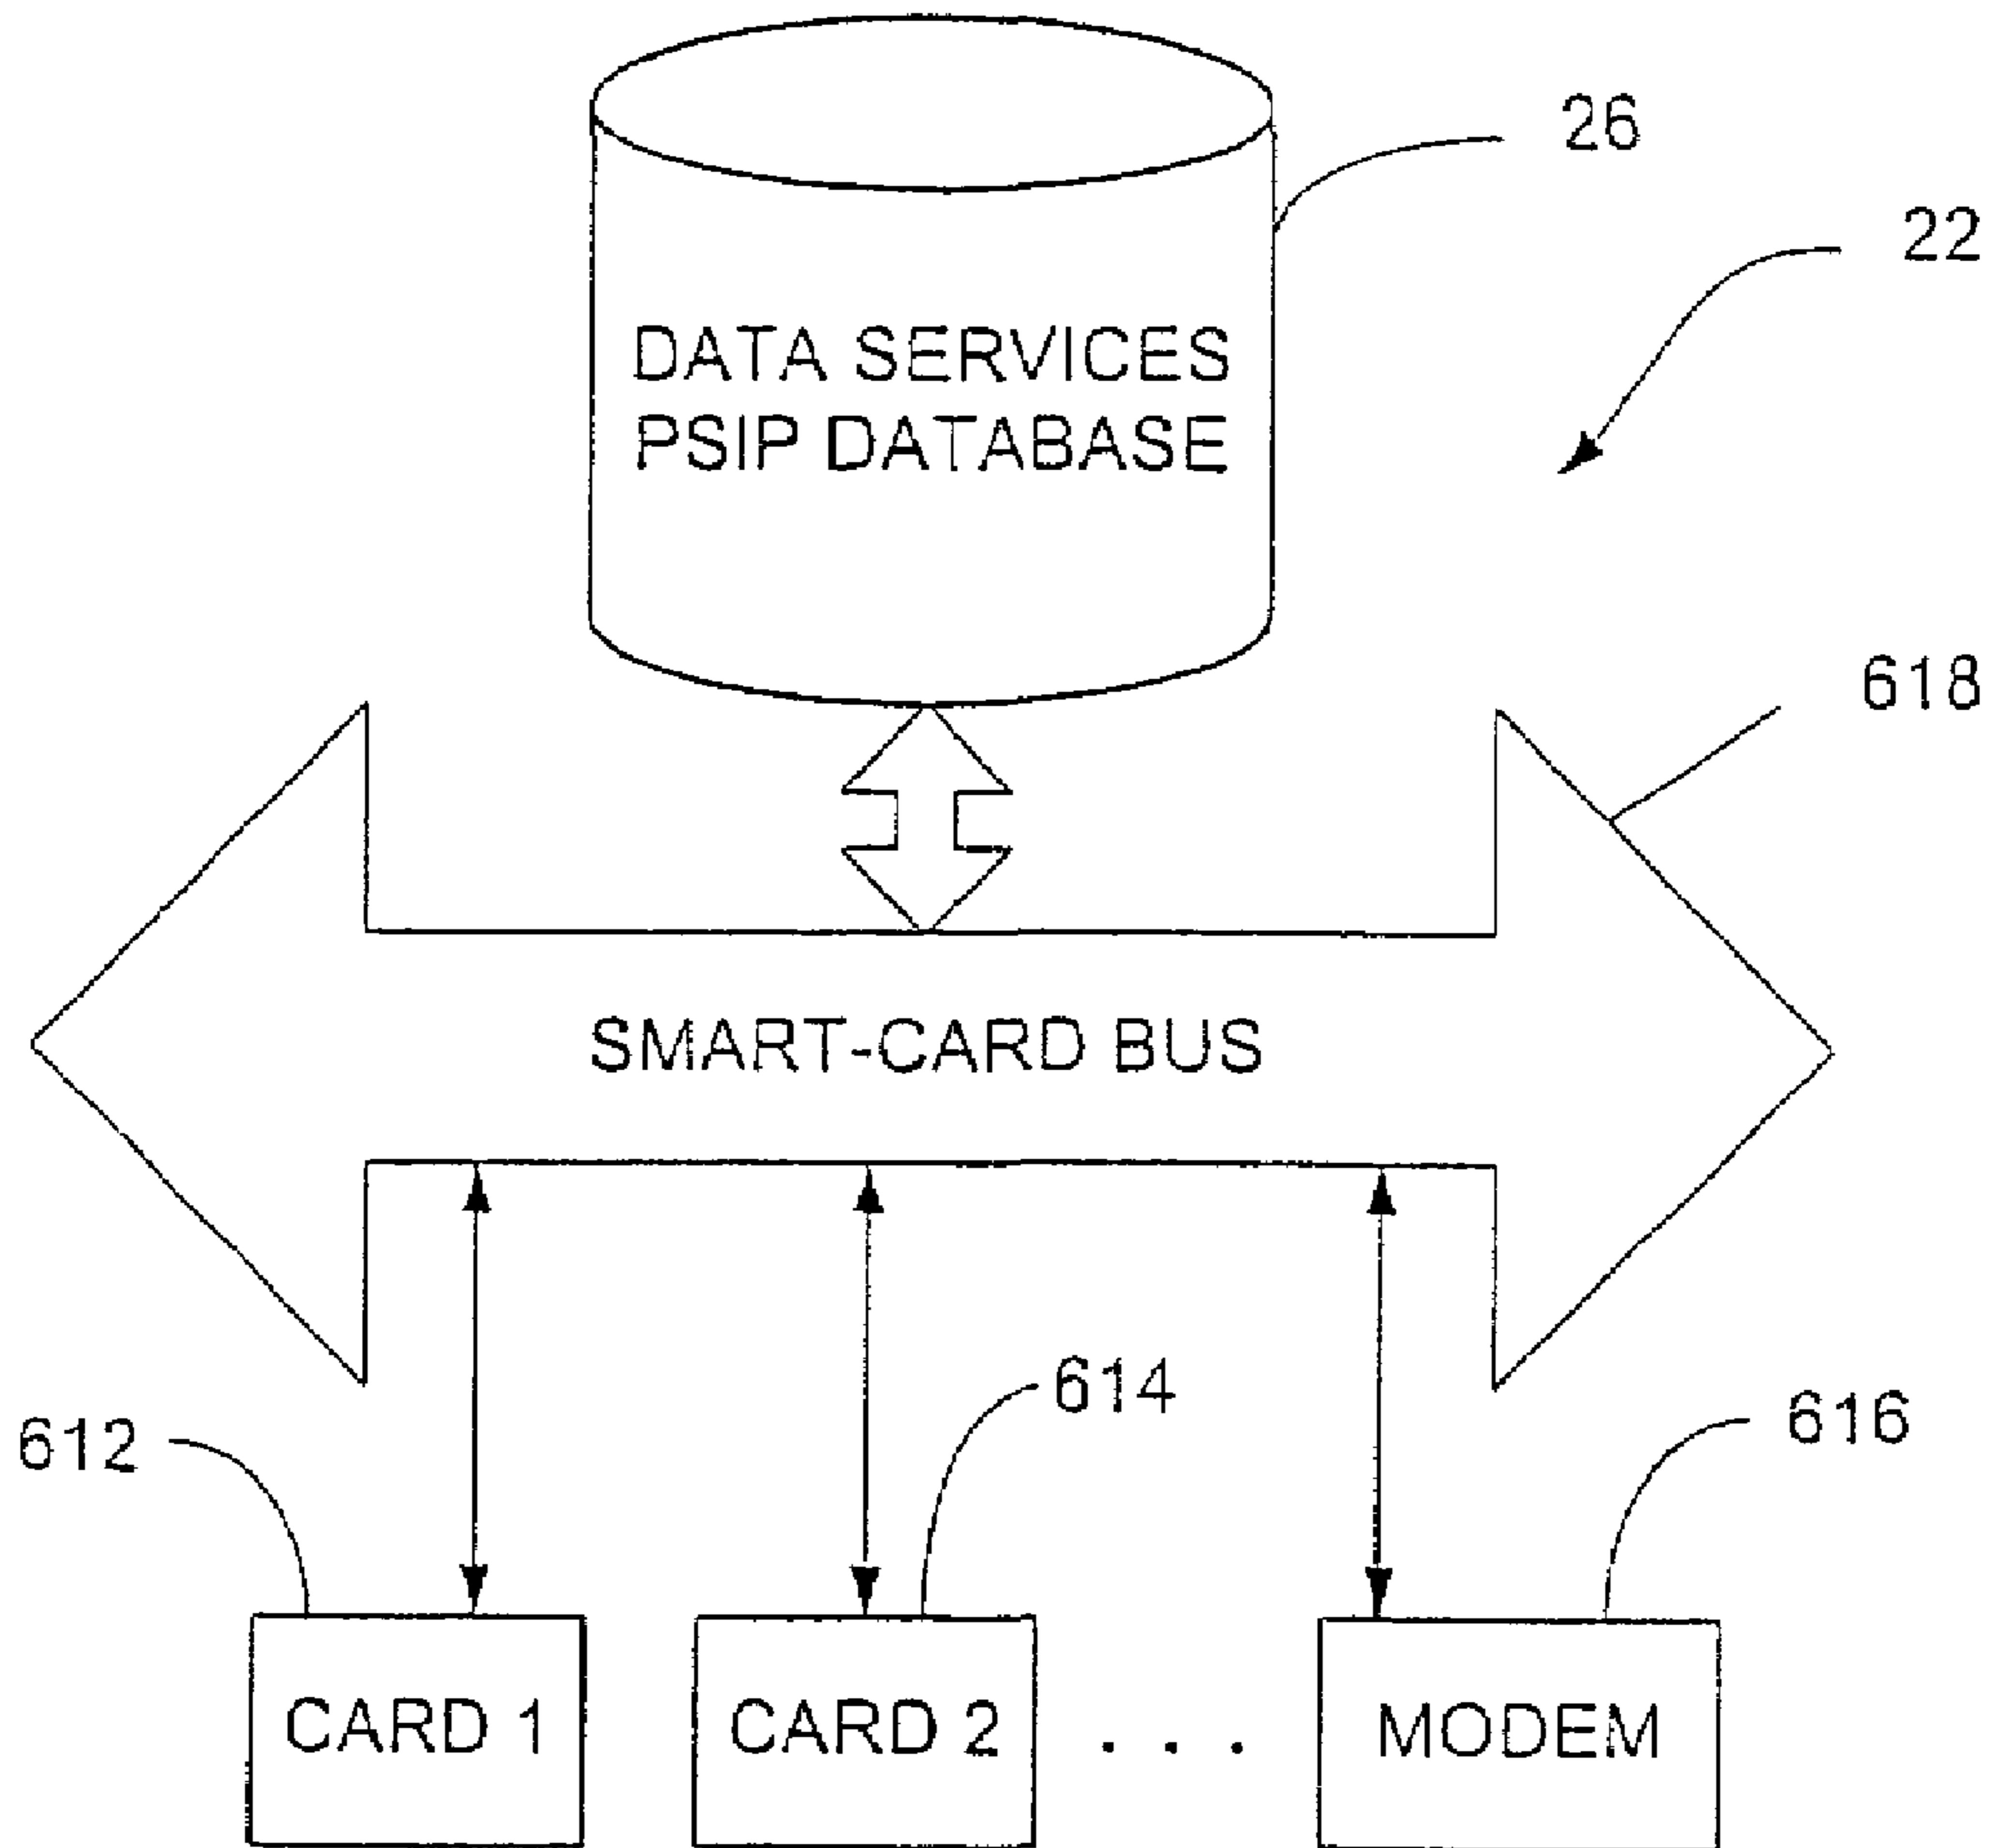 26
22
DATA SERVICES
PSIP DATABASE
618
SMART-CARD BUS
614
612
616
CARD 1
CARD 2
. . .
MODEM